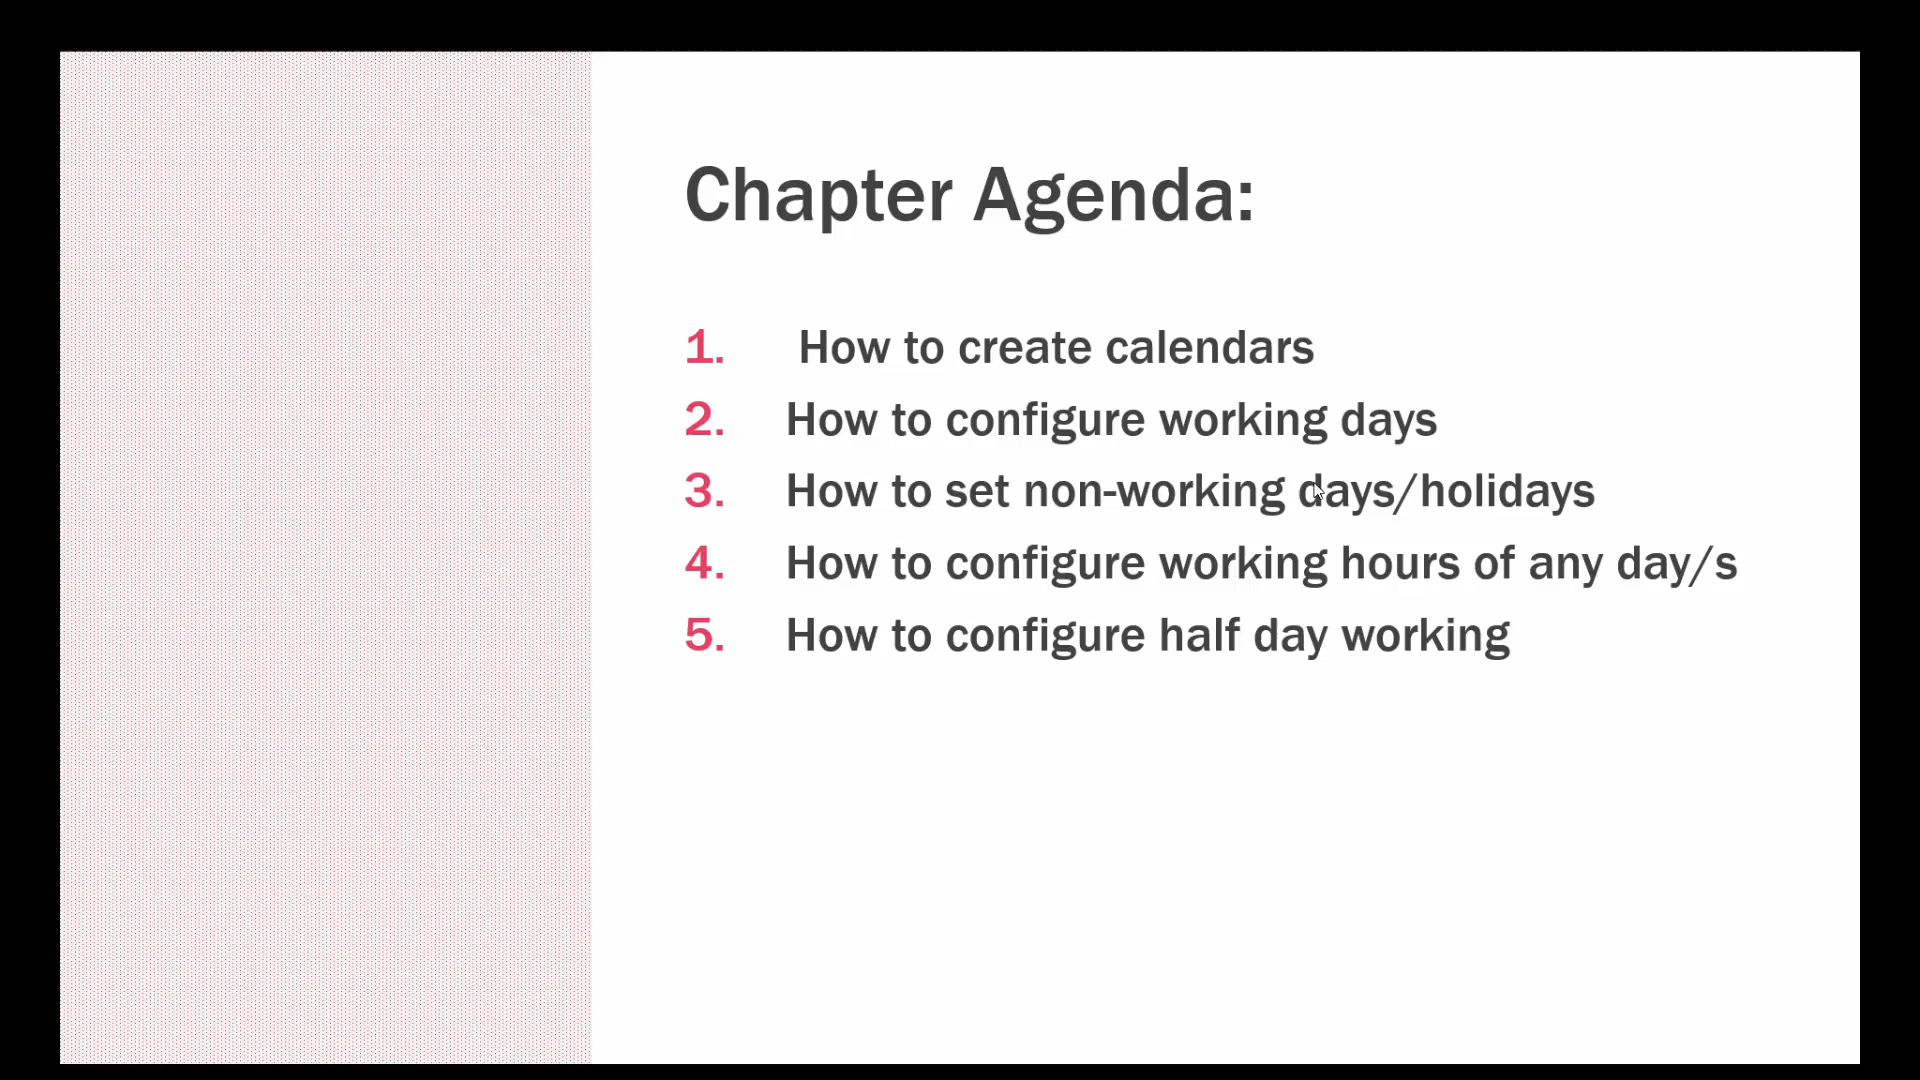 Chapter Agenda:
1. How to create calendars
2. How to configure working days
3. How to set non-working days/holidays
4. How to configure working hours of any day/s
5. How to configure half day working